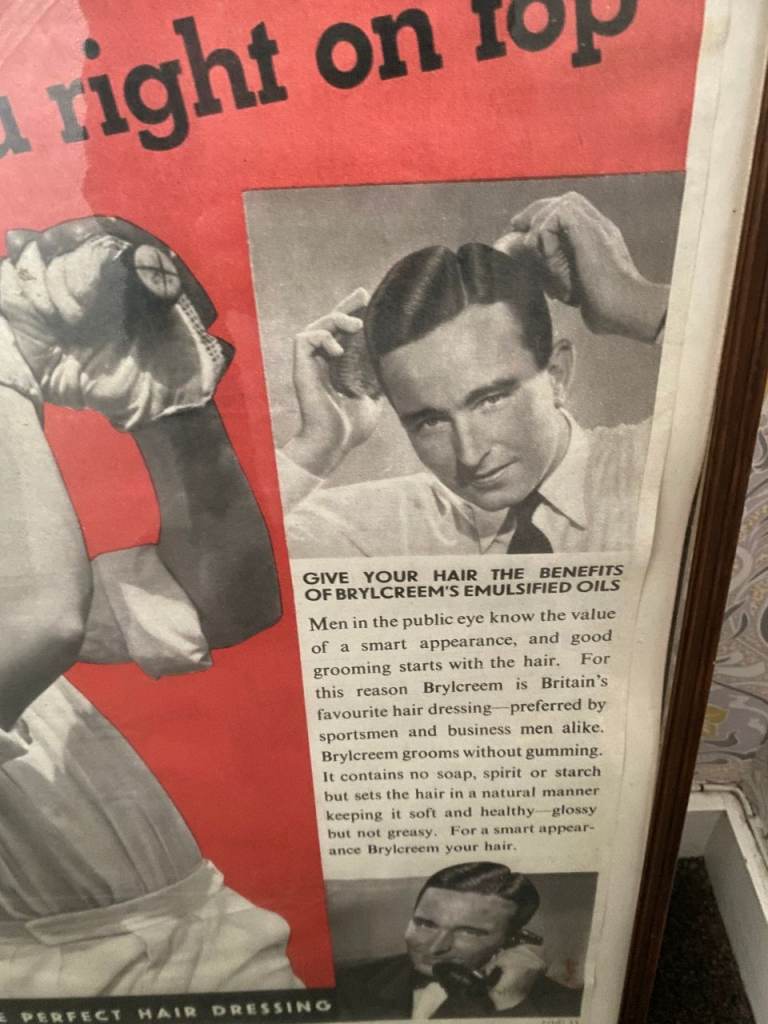 right on top
GIVE YOUR HAIR THE BENEFITS
OF BRYLCREEM'S EMULSIFIED OILS
Men in the public eye know the value
of a smart appearance, and good
grooming starts with the hair. For
this reason Brylcreem is Britain's
favourite hair dressing—preferred by
sportsmen and business men alike.
Brylcreem grooms without gumming.
It contains no soap, spirit or starch
but sets the hair in a natural manner
keeping it soft and healthy—glossy
but not greasy. For a smart appear-
ance Brylcreem your hair.
PERFECT HAIR DRESSING